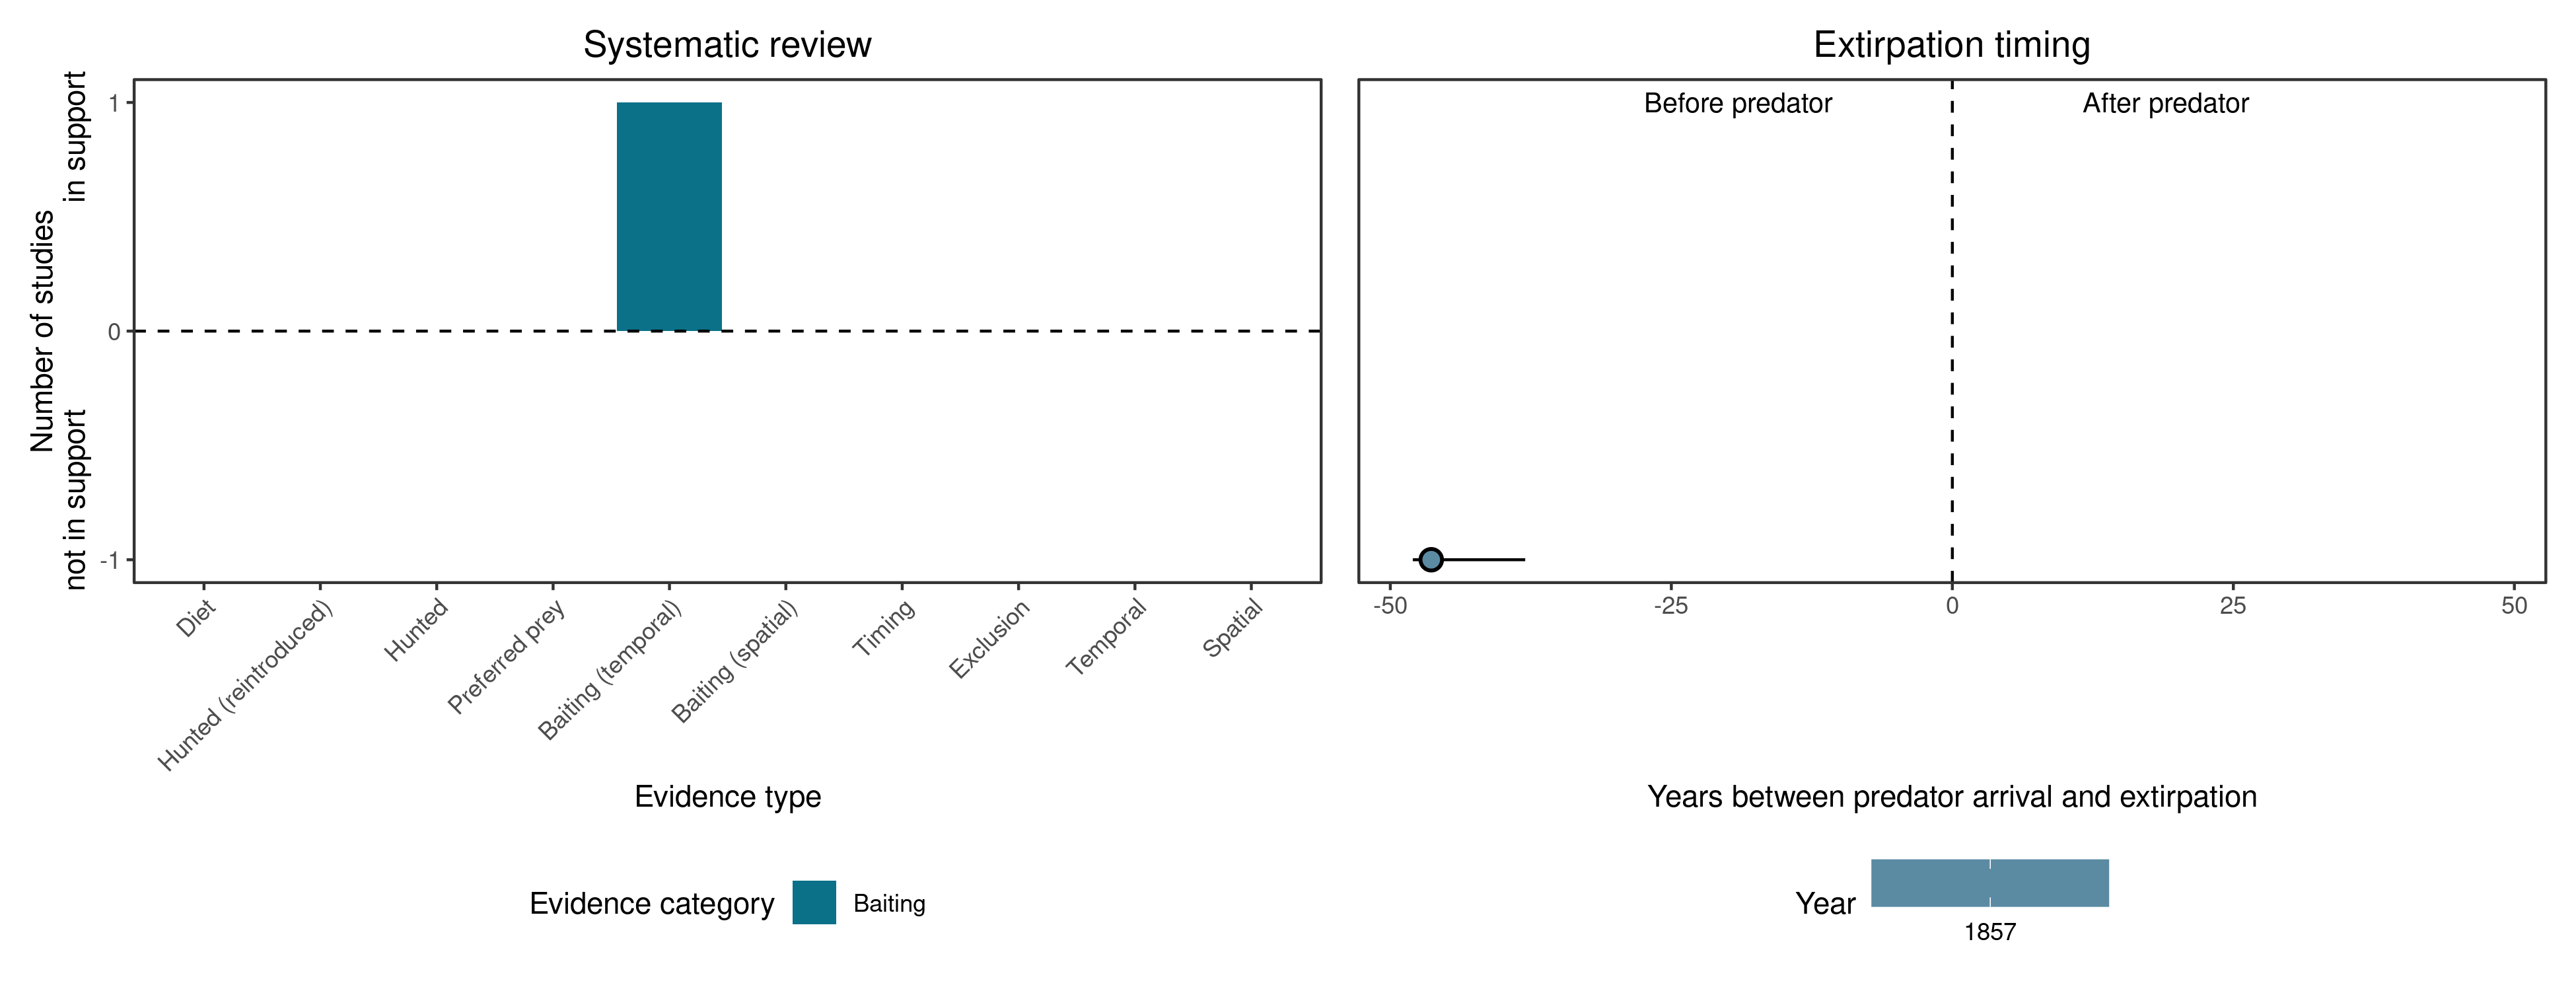 Systematic review
Number of studies
not in support
in support
1
0
-1
Diet
Hunted (reintroduced)
Hunted
Preferred prey
Baiting (temporal)
Baiting (spatial)
Timing
Exclusion
Temporal
Spatial
Evidence type
Evidence category
Baiting
Extirpation timing
Before predator
After predator
-50
-25
0
25
50
Years between predator arrival and extirpation
Year
1857